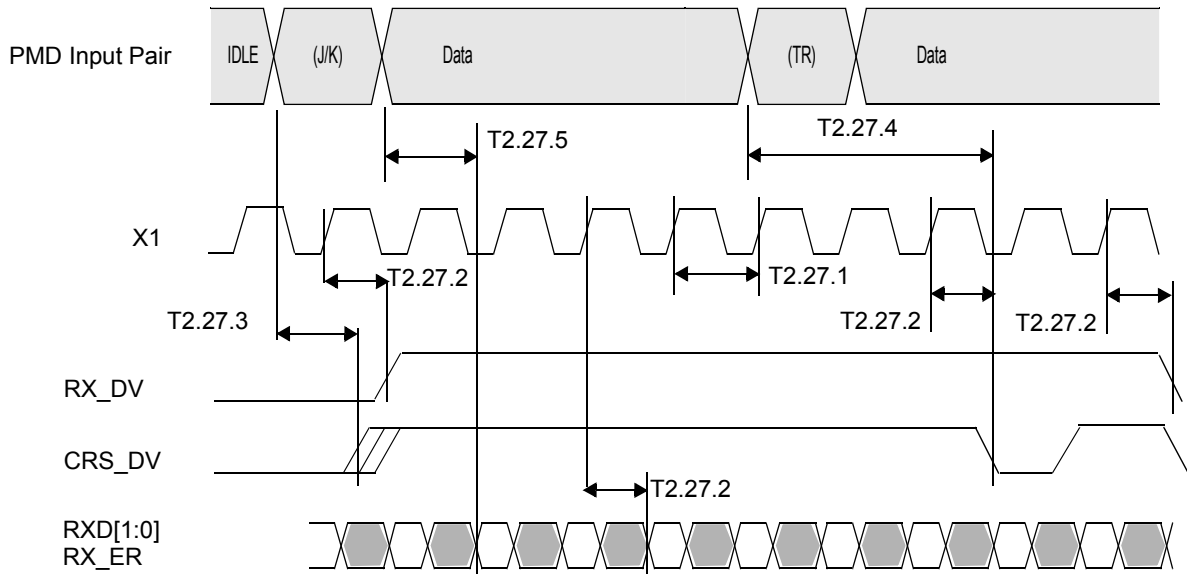 PMD Input Pair
IDLE (J/K) Data (TR) Data
T2.27.5
T2.27.4
X1
T2.27.2
T2.27.1
T2.27.3
T2.27.2
T2.27.2
RX_DV
CRS_DV
T2.27.2
RXD[1:0]
RX_ER